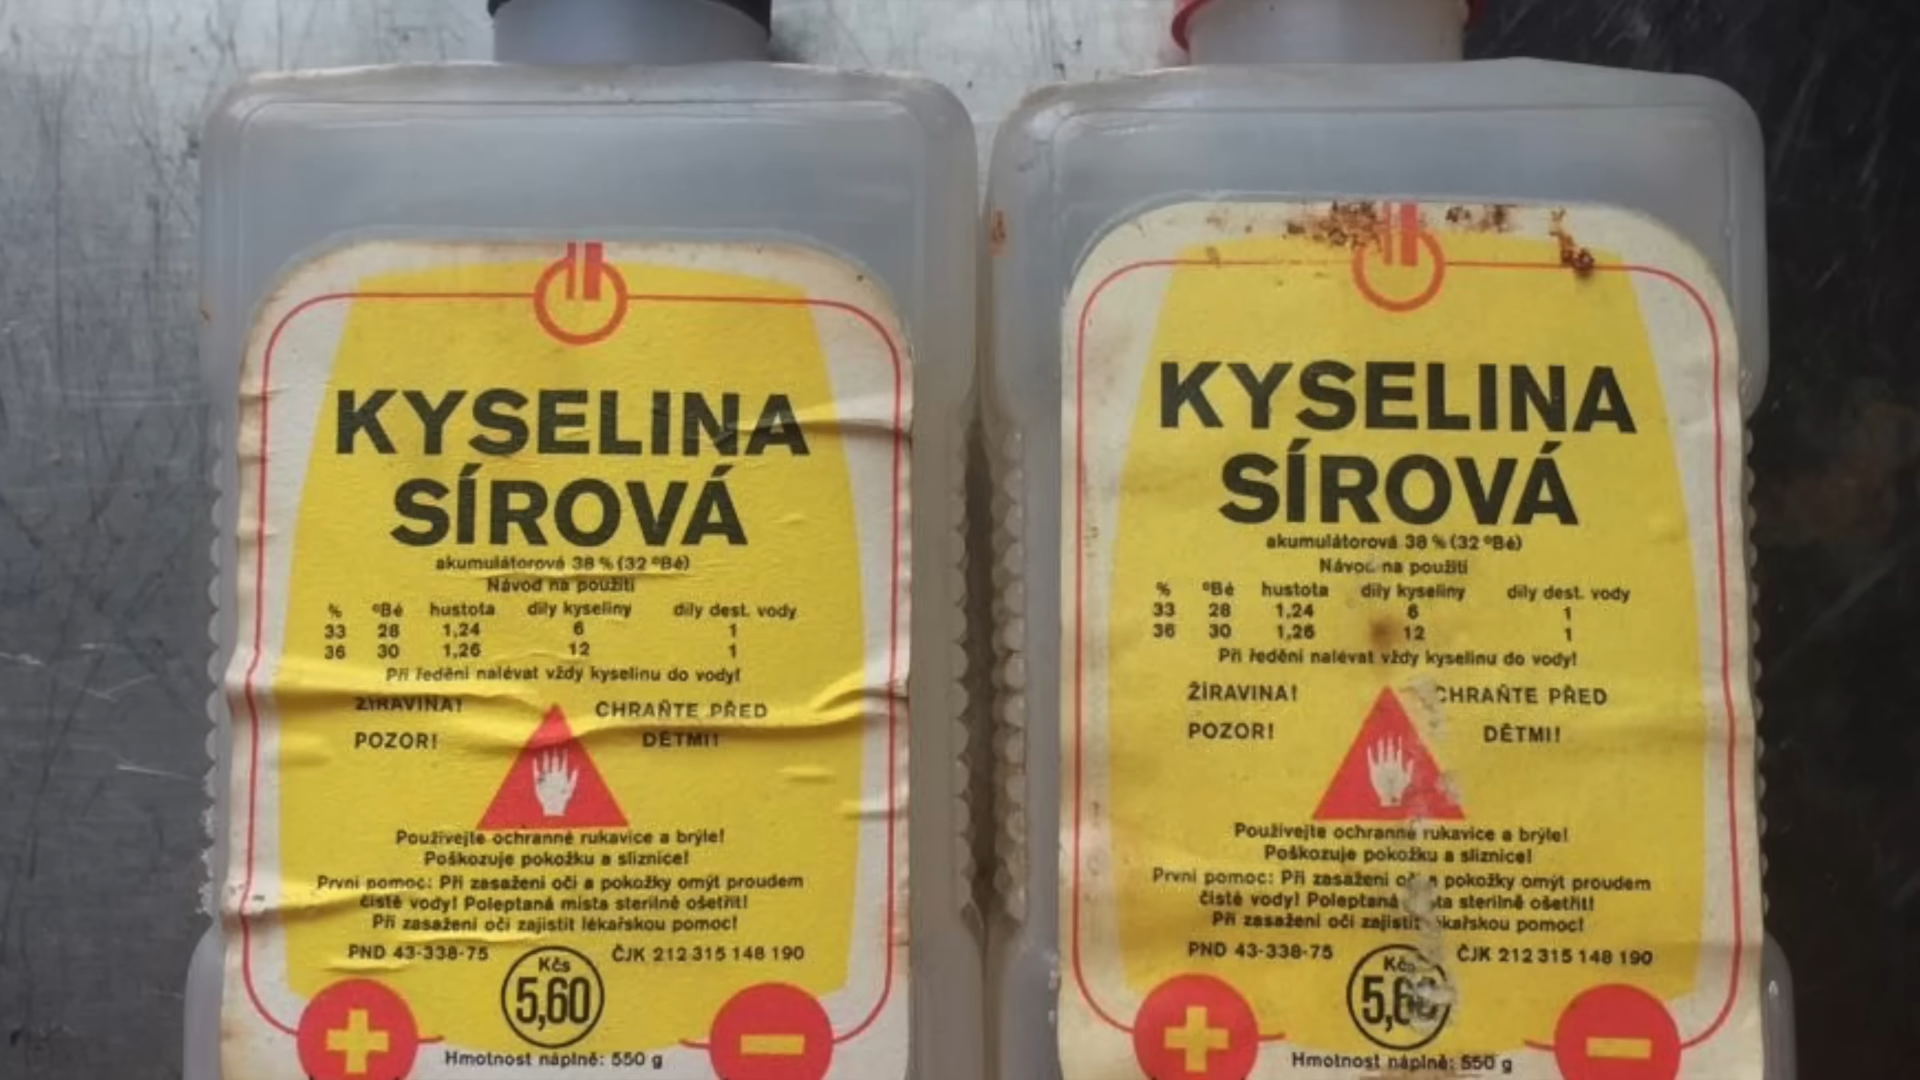 KYSELINA
SÍROVÁ
akumulátorová 38 % (32 °Bé)
Návod na použití
% °Bé hustota díly kyseliny díly dest. vody
33 28 1,24 6 1
36 30 1,26 12 1
Při ředění nalévat vždy kyselinu do vody!
ŽÍRAVINA! CHRAŇTE PŘED
POZOR! DĚTMI!
Používejte ochranné rukavice a brýle!
Poškozuje pokožku a sliznice!
První pomoc: Při zasažení očí a pokožky omýt proudem
čisté vody! Poleptaná místa sterilně ošetřit!
Při zasažení očí zajistit lékařskou pomoc!
PND 43-338-75 ČJK 212 315 148 190
Kčs
5,60
+ −
Hmotnost náplně: 550 g
KYSELINA
SÍROVÁ
akumulátorová 38 % (32 °Bé)
Návod na použití
% °Bé hustota díly kyseliny díly dest. vody
33 28 1,24 6 1
36 30 1,26 12 1
Při ředění nalévat vždy kyselinu do vody!
ŽÍRAVINA! CHRAŇTE PŘED
POZOR! DĚTMI!
Používejte ochranné rukavice a brýle!
Poškozuje pokožku a sliznice!
První pomoc: Při zasažení očí a pokožky omýt proudem
čisté vody! Poleptaná místa sterilně ošetřit!
Při zasažení očí zajistit lékařskou pomoc!
PND 43-338-75 ČJK 212 315 148 190
Kčs
5,60
+ −
Hmotnost náplně: 550 g